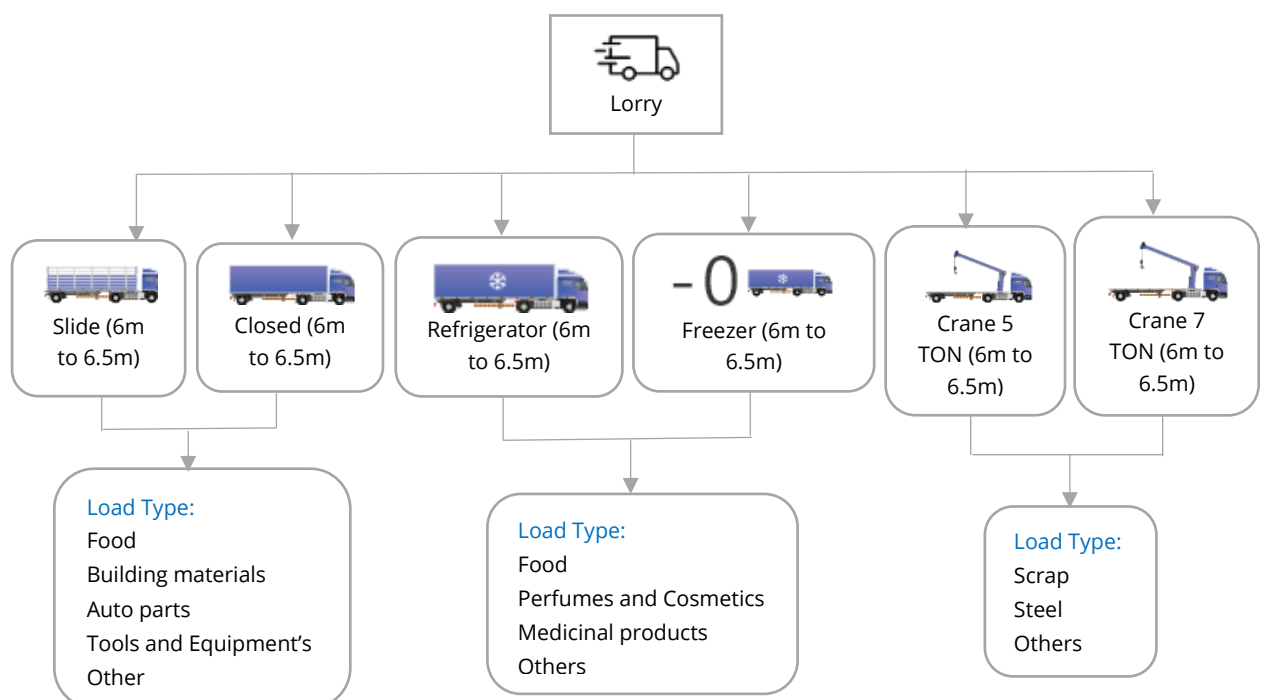 Lorry
Slide (6m
to 6.5m)
Closed (6m
to 6.5m)
Refrigerator (6m
to 6.5m)
-0
Freezer (6m to
6.5m)
Crane 5
TON (6m to
6.5m)
Crane 7
TON (6m to
6.5m)
Load Type:
Food
Building materials
Auto parts
Tools and Equipment’s
Other
Load Type:
Food
Perfumes and Cosmetics
Medicinal products
Others
Load Type:
Scrap
Steel
Others